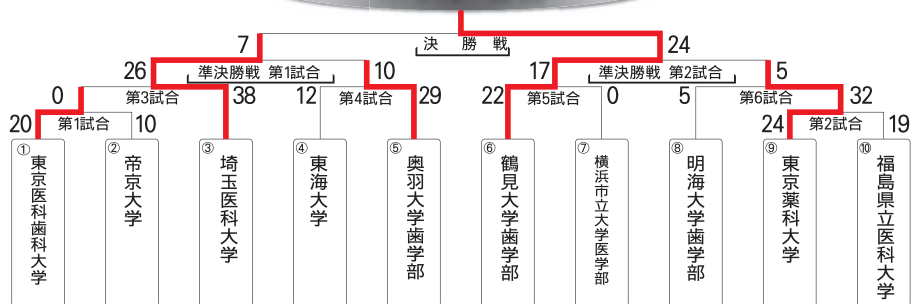 7 決勝戦 24
26 準決勝戦 第1試合 10 17 準決勝戦 第2試合 5
0 第3試合 38 12 第4試合 29 22 第5試合 0 5 第6試合 32
20 第1試合 10 24 第2試合 19
① 東京医科歯科大学
② 帝京大学
③ 埼玉医科大学
④ 東海大学
⑤ 奥羽大学歯学部
⑥ 鶴見大学歯学部
⑦ 横浜市立大学医学部
⑧ 明海大学歯学部
⑨ 東京薬科大学
⑩ 福島県立医科大学